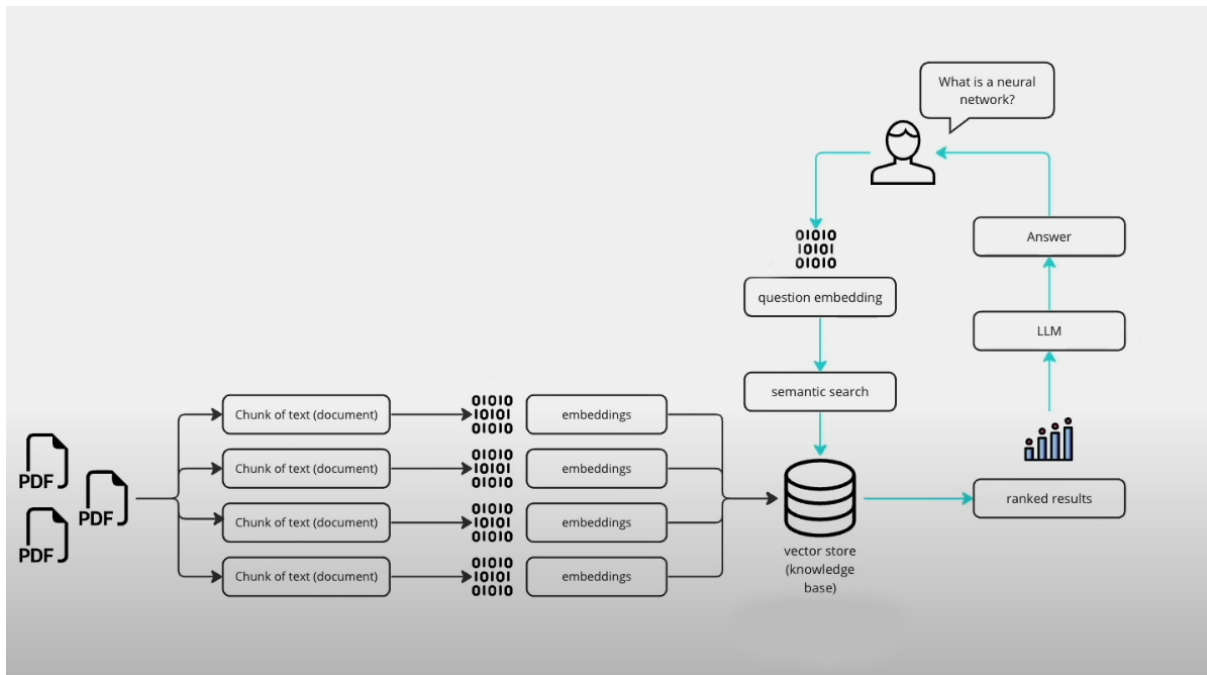 What is a neural
network?
01010
10101
01010
question embedding
semantic search
Answer
LLM
ranked results
PDF
PDF
PDF
Chunk of text (document)
01010
10101
01010
embeddings
Chunk of text (document)
01010
10101
01010
embeddings
Chunk of text (document)
01010
10101
01010
embeddings
Chunk of text (document)
01010
10101
01010
embeddings
vector store
(knowledge
base)